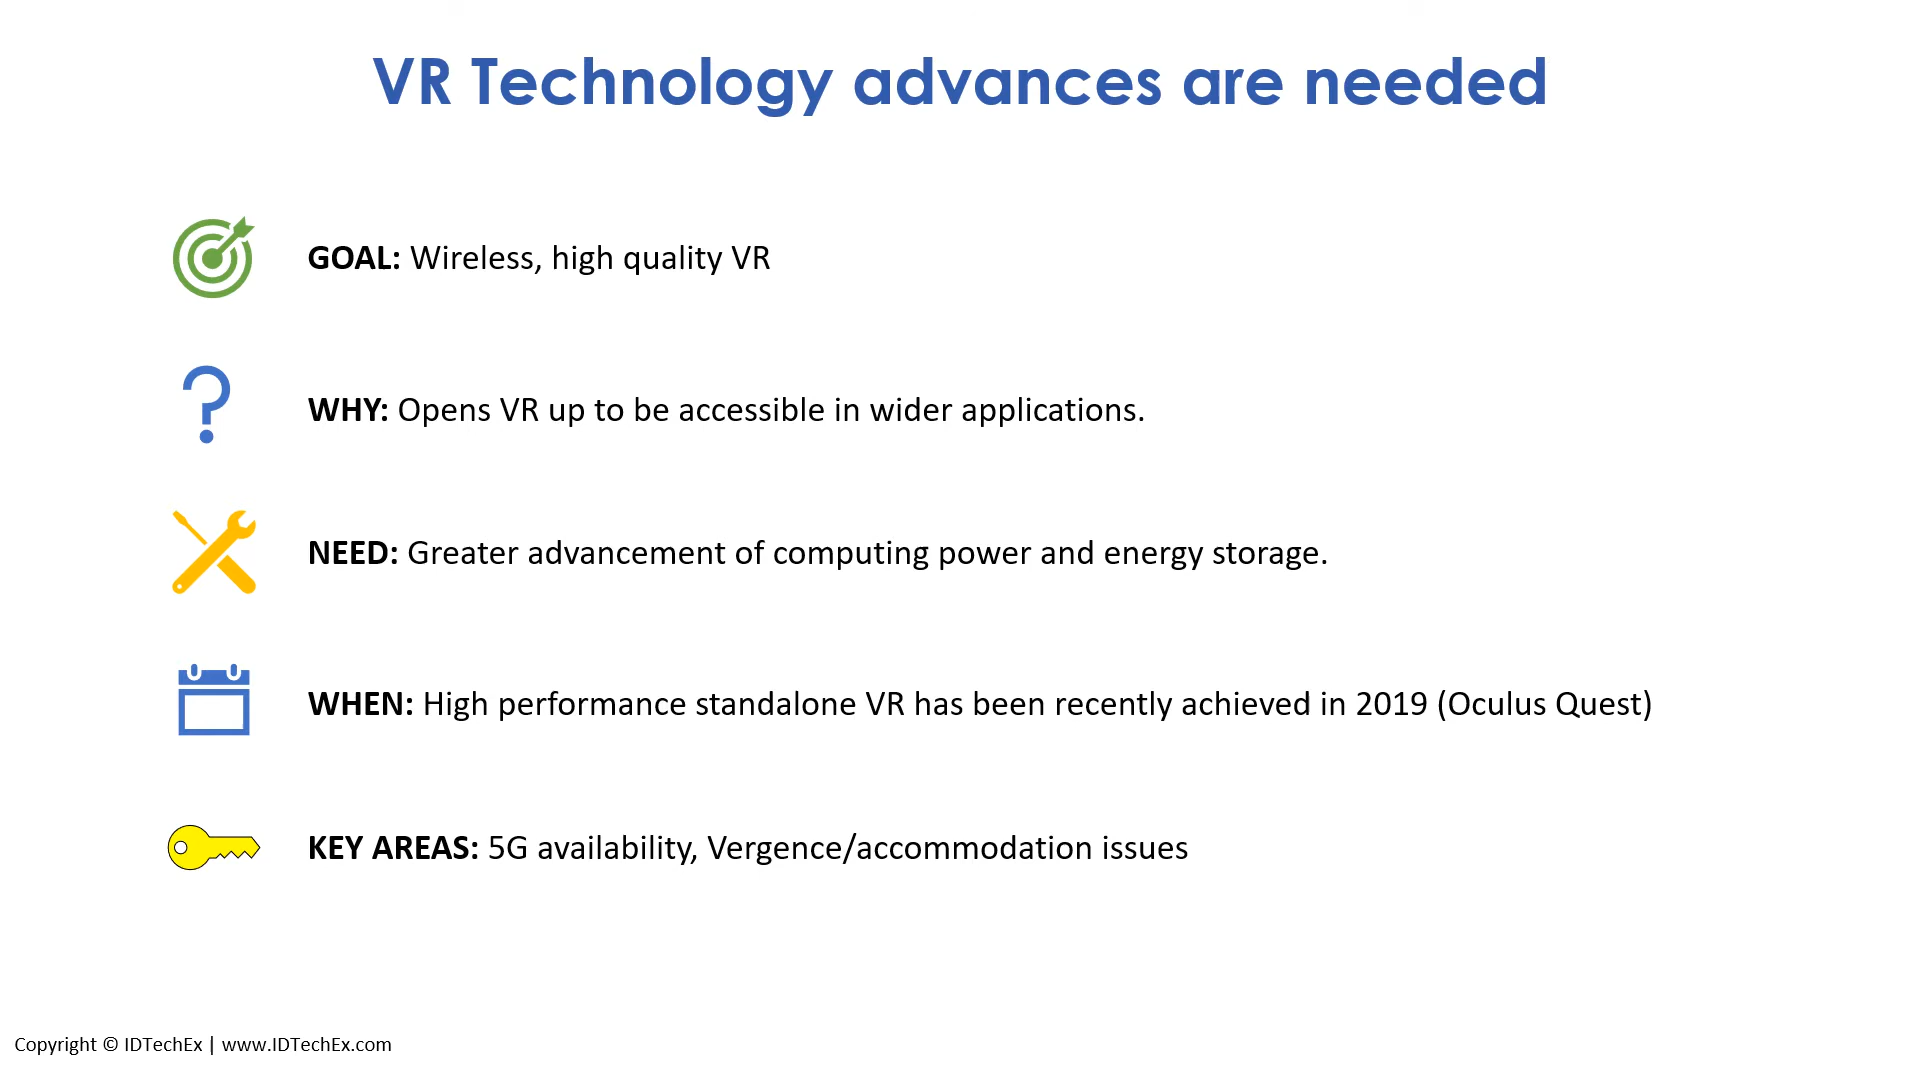 VR Technology advances are needed
GOAL: Wireless, high quality VR
WHY: Opens VR up to be accessible in wider applications.
NEED: Greater advancement of computing power and energy storage.
WHEN: High performance standalone VR has been recently achieved in 2019 (Oculus Quest)
KEY AREAS: 5G availability, Vergence/accommodation issues
Copyright © IDTechEx | www.IDTechEx.com